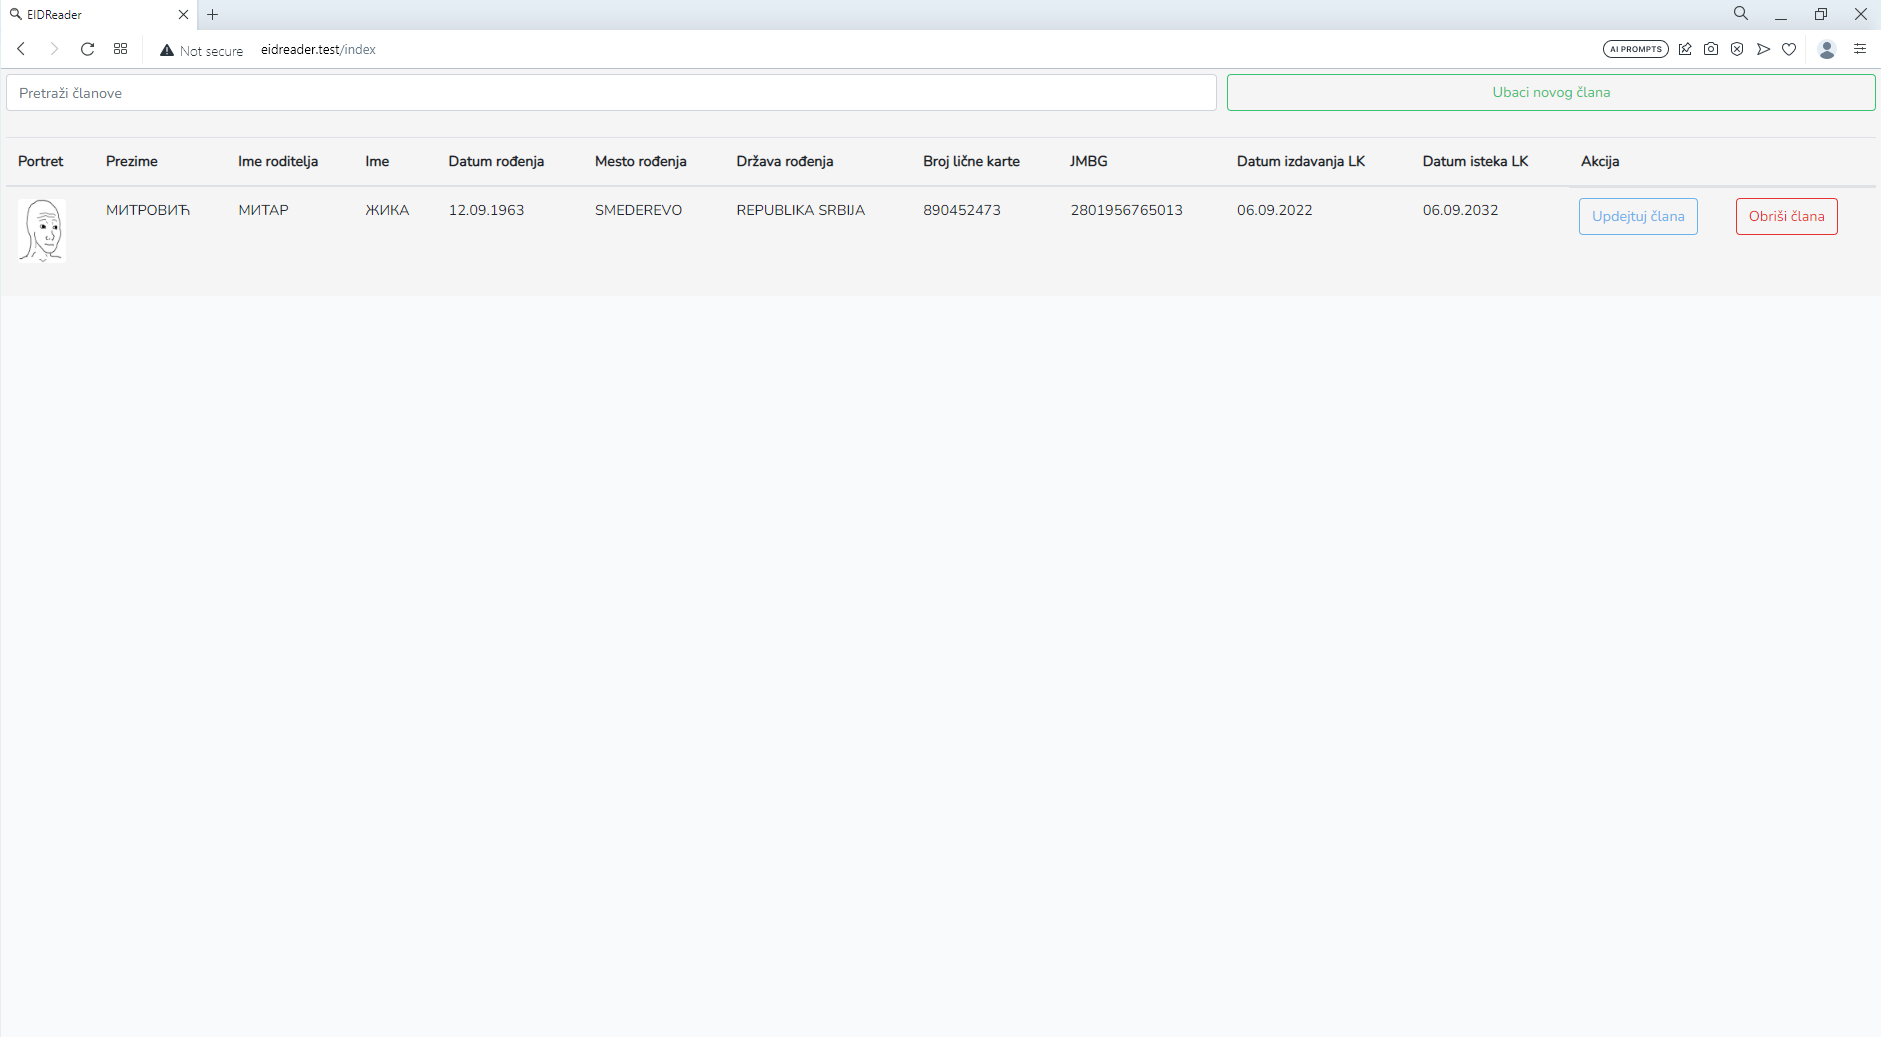 EIDReader
Not secure eidreader.test/index AI PROMPTS
Pretraži članove Ubaci novog člana
Portret Prezime Ime roditelja Ime Datum rođenja Mesto rođenja Država rođenja Broj lične karte JMBG Datum izdavanja LK Datum isteka LK Akcija
МИТРОВИЋ МИТАР ЖИКА 12.09.1963 SMEDEREVO REPUBLIKA SRBIJA 890452473 2801956765013 06.09.2022 06.09.2032 Updejtuj člana Obriši člana